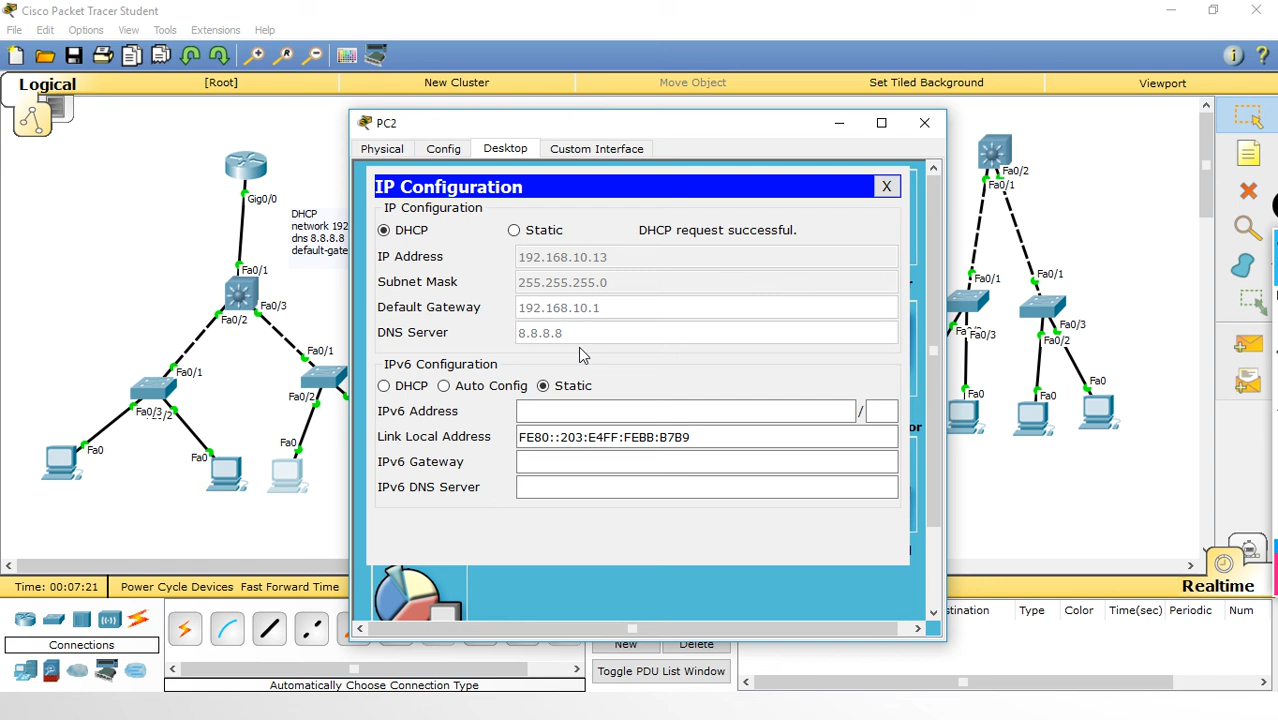 Cisco Packet Tracer Student
File Edit Options View Tools Extensions Help
Logical [Root] New Cluster Move Object Set Tiled Background Viewport
PC2
Physical Config Desktop Custom Interface
IP Configuration X
IP Configuration
DHCP Static DHCP request successful.
IP Address 192.168.10.13
Subnet Mask 255.255.255.0
Default Gateway 192.168.10.1
DNS Server 8.8.8.8
IPv6 Configuration
DHCP Auto Config Static
IPv6 Address /
Link Local Address FE80::203:E4FF:FEBB:B7B9
IPv6 Gateway
IPv6 DNS Server
Gig0/0
DHCP
network 192
dns 8.8.8.8
default-gate
Fa0/1
Fa0/3
Fa0/2
Fa0/1
Fa0/1
Fa0/2
Fa0/3
Fa0
Fa0
Fa0
Fa0/2
Fa0/1
Fa0/1
Fa0/3
Fa0/3
Fa0/2
Fa0
Fa0
Fa0
or
Time: 00:07:21 Power Cycle Devices Fast Forward Time Realtime
Connections
Automatically Choose Connection Type
New Delete
Toggle PDU List Window
stination Type Color Time(sec) Periodic Num